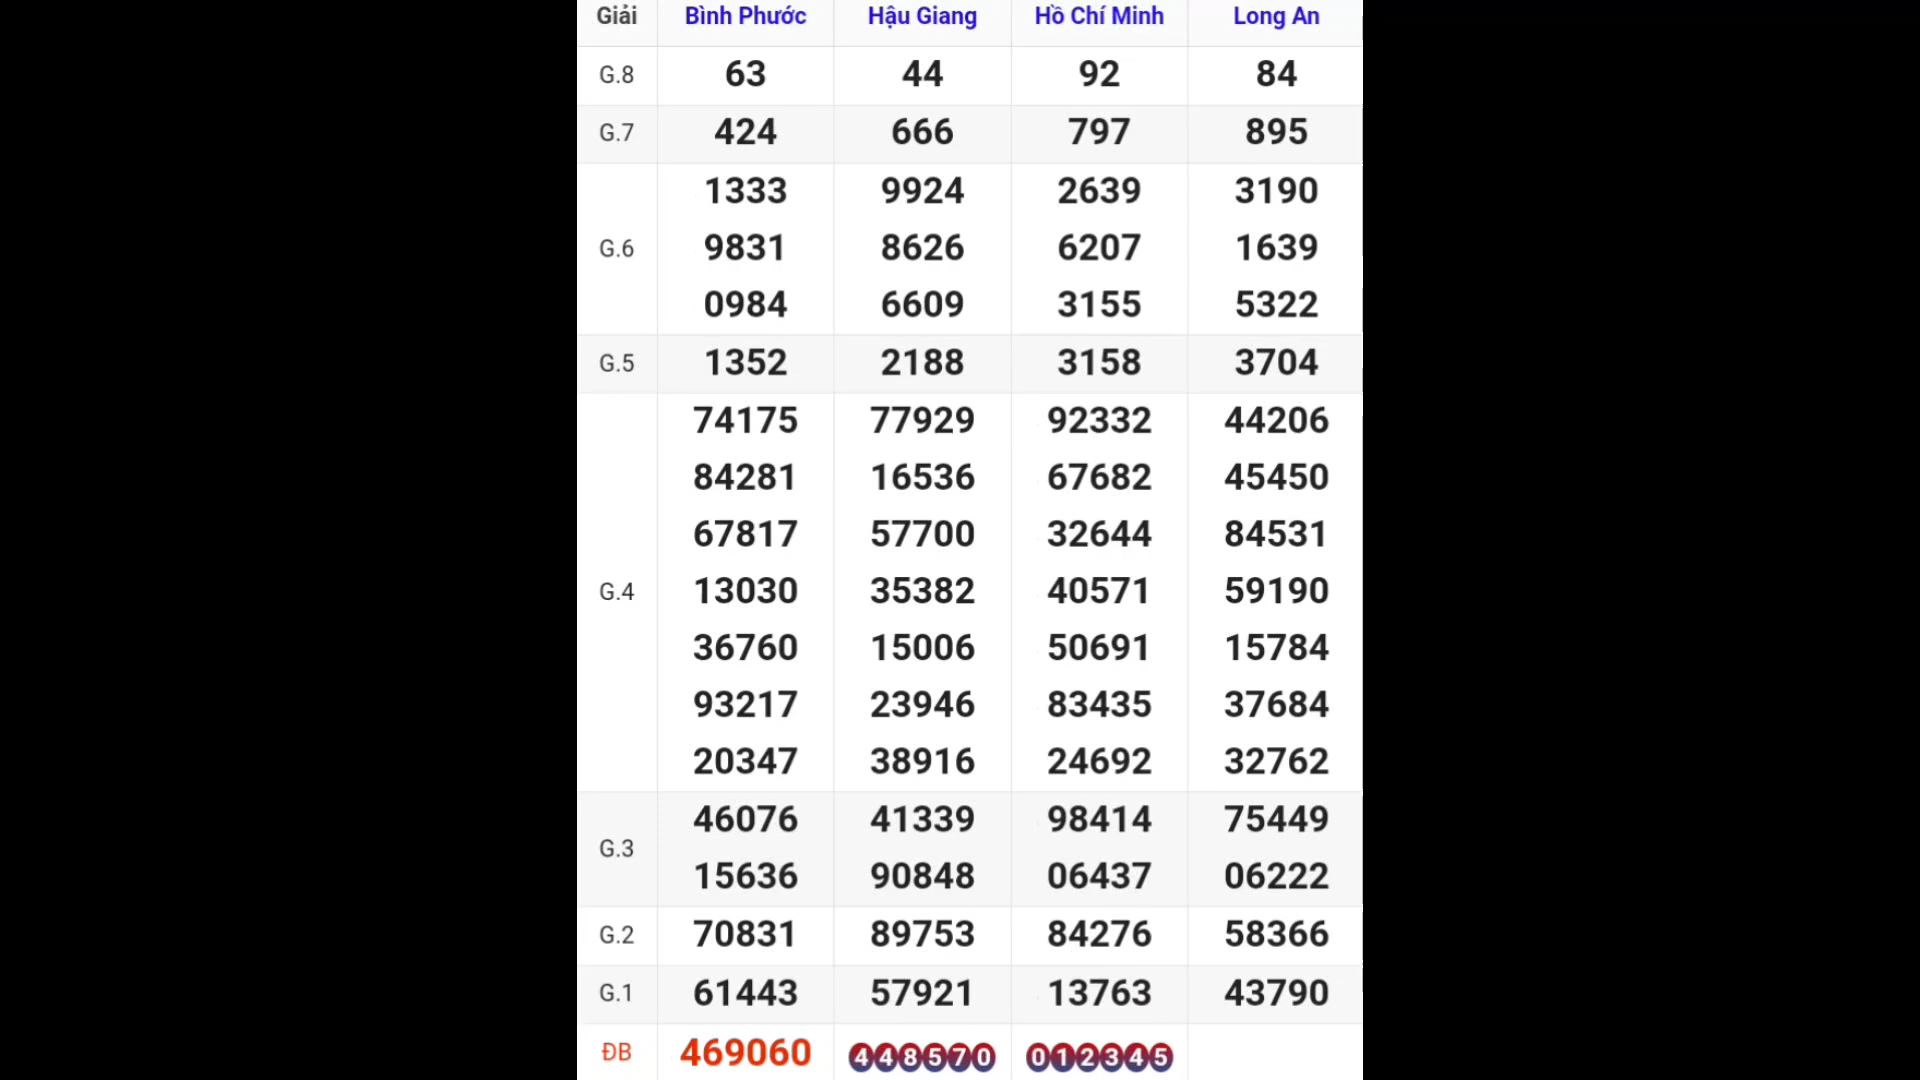 Giải Bình Phước Hậu Giang Hồ Chí Minh Long An
G.8 63 44 92 84
G.7 424 666 797 895
1333 9924 2639 3190
G.6 9831 8626 6207 1639
0984 6609 3155 5322
G.5 1352 2188 3158 3704
74175 77929 92332 44206
84281 16536 67682 45450
67817 57700 32644 84531
G.4 13030 35382 40571 59190
36760 15006 50691 15784
93217 23946 83435 37684
20347 38916 24692 32762
46076 41339 98414 75449
G.3
15636 90848 06437 06222
G.2 70831 89753 84276 58366
G.1 61443 57921 13763 43790
ĐB 469060 448570 012345